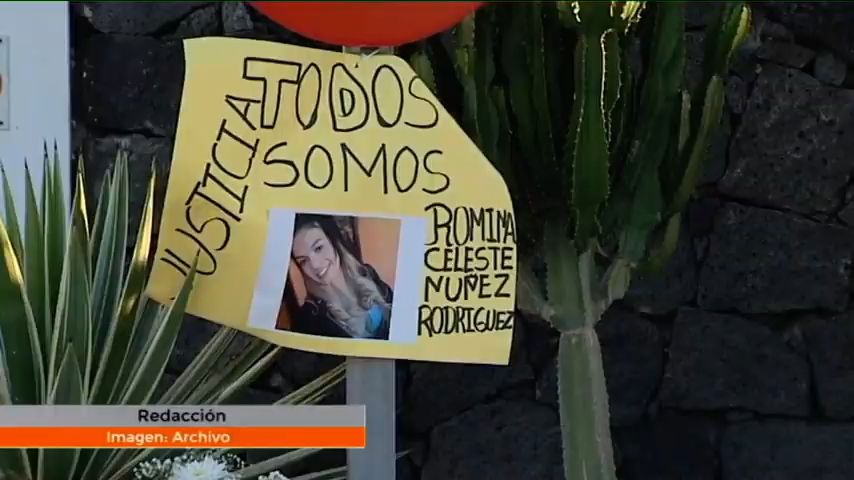 JUSTICIA
TODOS
SOMOS
ROMINA
CELESTE
NUÑEZ
RODRIGUEZ
Redacción
Imagen: Archivo